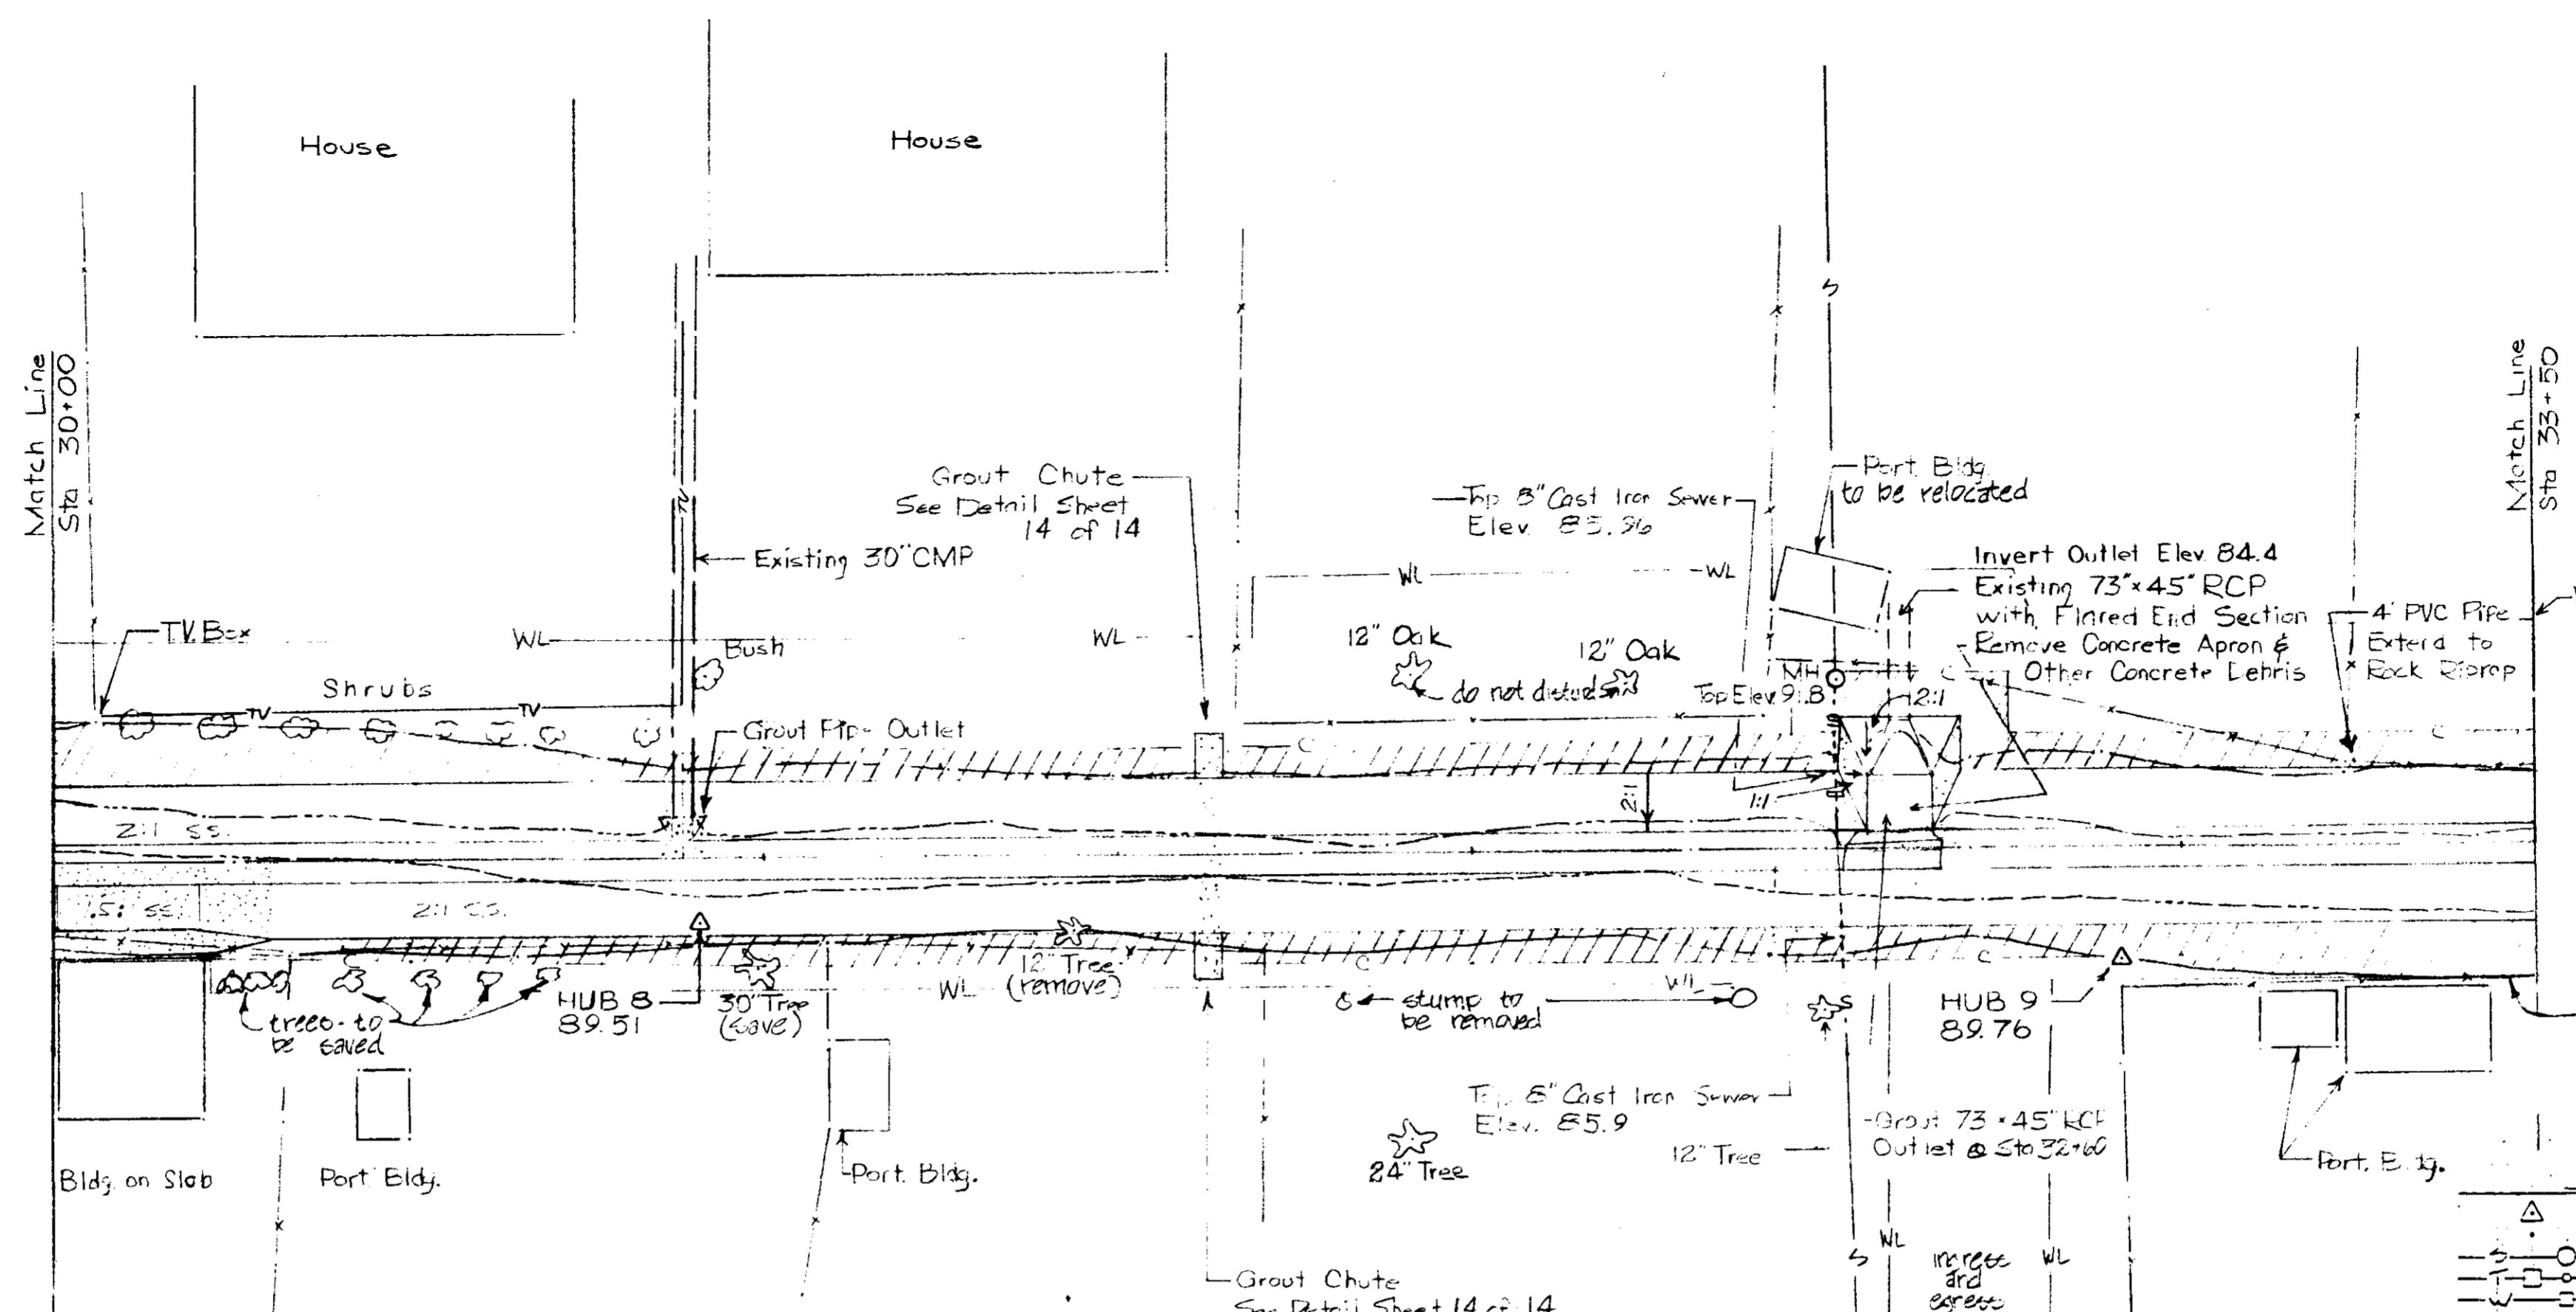 House
House
Match Line
Sta 30+00
Match Line
Sta 33+50
S
Grout Chute
See Detail Sheet
14 of 14
Top 8" Cast Iron Sewer
Elev. 85.96
Port. Bldg.
to be relocated
TV
Existing 30" CMP
Invert Outlet Elev. 84.4
Existing 73"x45" RCP
with Flared End Section
Remove Concrete Apron &
Other Concrete Debris
4" PVC Pipe
Extend to
Rock Riprap
WL
WL
TV. Box
WL
WL
Bush
12" Oak
12" Oak
do not disturb
MH
Top Elev. 91.8
Shrubs
TV
TV
Grout Pipe Outlet
C
C
C
2:1
2:1
1:1
2:1 S.S.
2:1 S.S.
HUB 8
89.51
30" Tree
(save)
12" Tree
(remove)
WL
C
stump to
be removed
WL
S
C
HUB 9
89.76
trees to
be saved
Top 8" Cast Iron Sewer
Elev. 85.9
24" Tree
12" Tree
Grout 73"x45" RCP
Outlet @ Sta 32+60
Bldg. on Slab
Port. Bldg.
Port. Bldg.
Port. Bldg.
S
WL
ingress
and
egress
WL
Grout Chute
See Detail Sheet 14 of 14
S
T
W